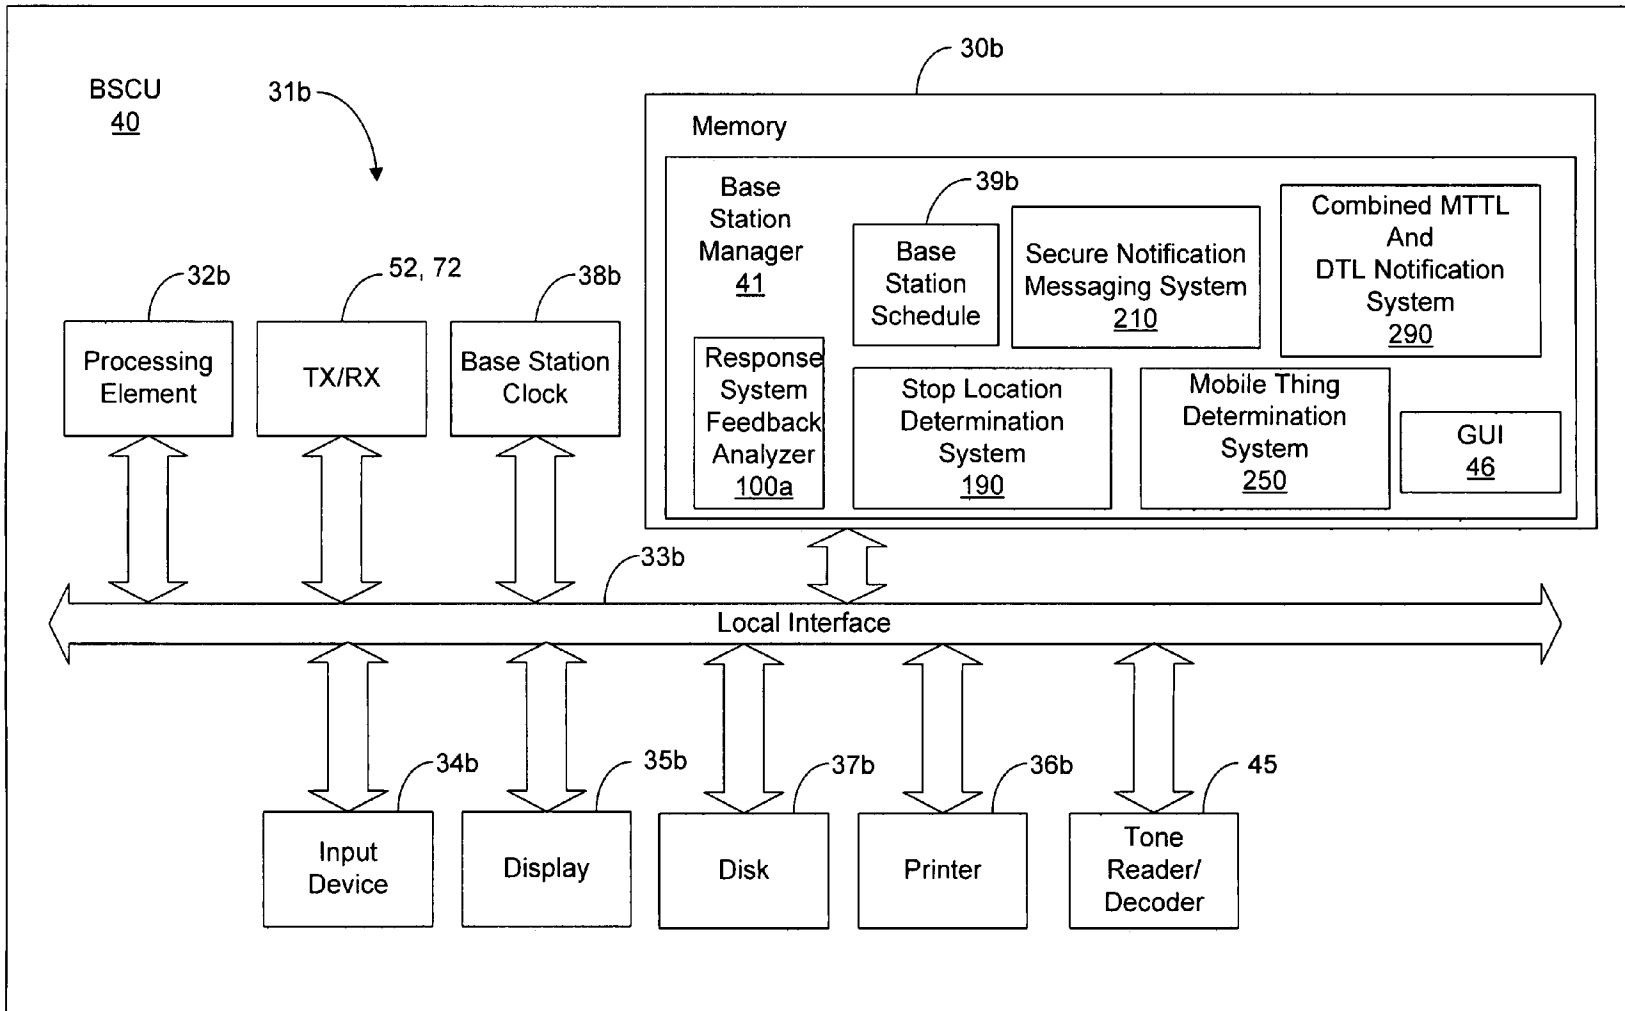 30b
BSCU
40
31b
Memory
39b
Base
Station
Manager
41
Base
Station
Schedule
Secure Notification
Messaging System
210
Combined MTTL
And
DTL Notification
System
290
32b
52, 72
38b
Processing
Element
TX/RX
Base Station
Clock
Response
System
Feedback
Analyzer
100a
Stop Location
Determination
System
190
Mobile Thing
Determination
System
250
GUI
46
33b
Local Interface
34b
35b
37b
36b
45
Input
Device
Display
Disk
Printer
Tone
Reader/
Decoder